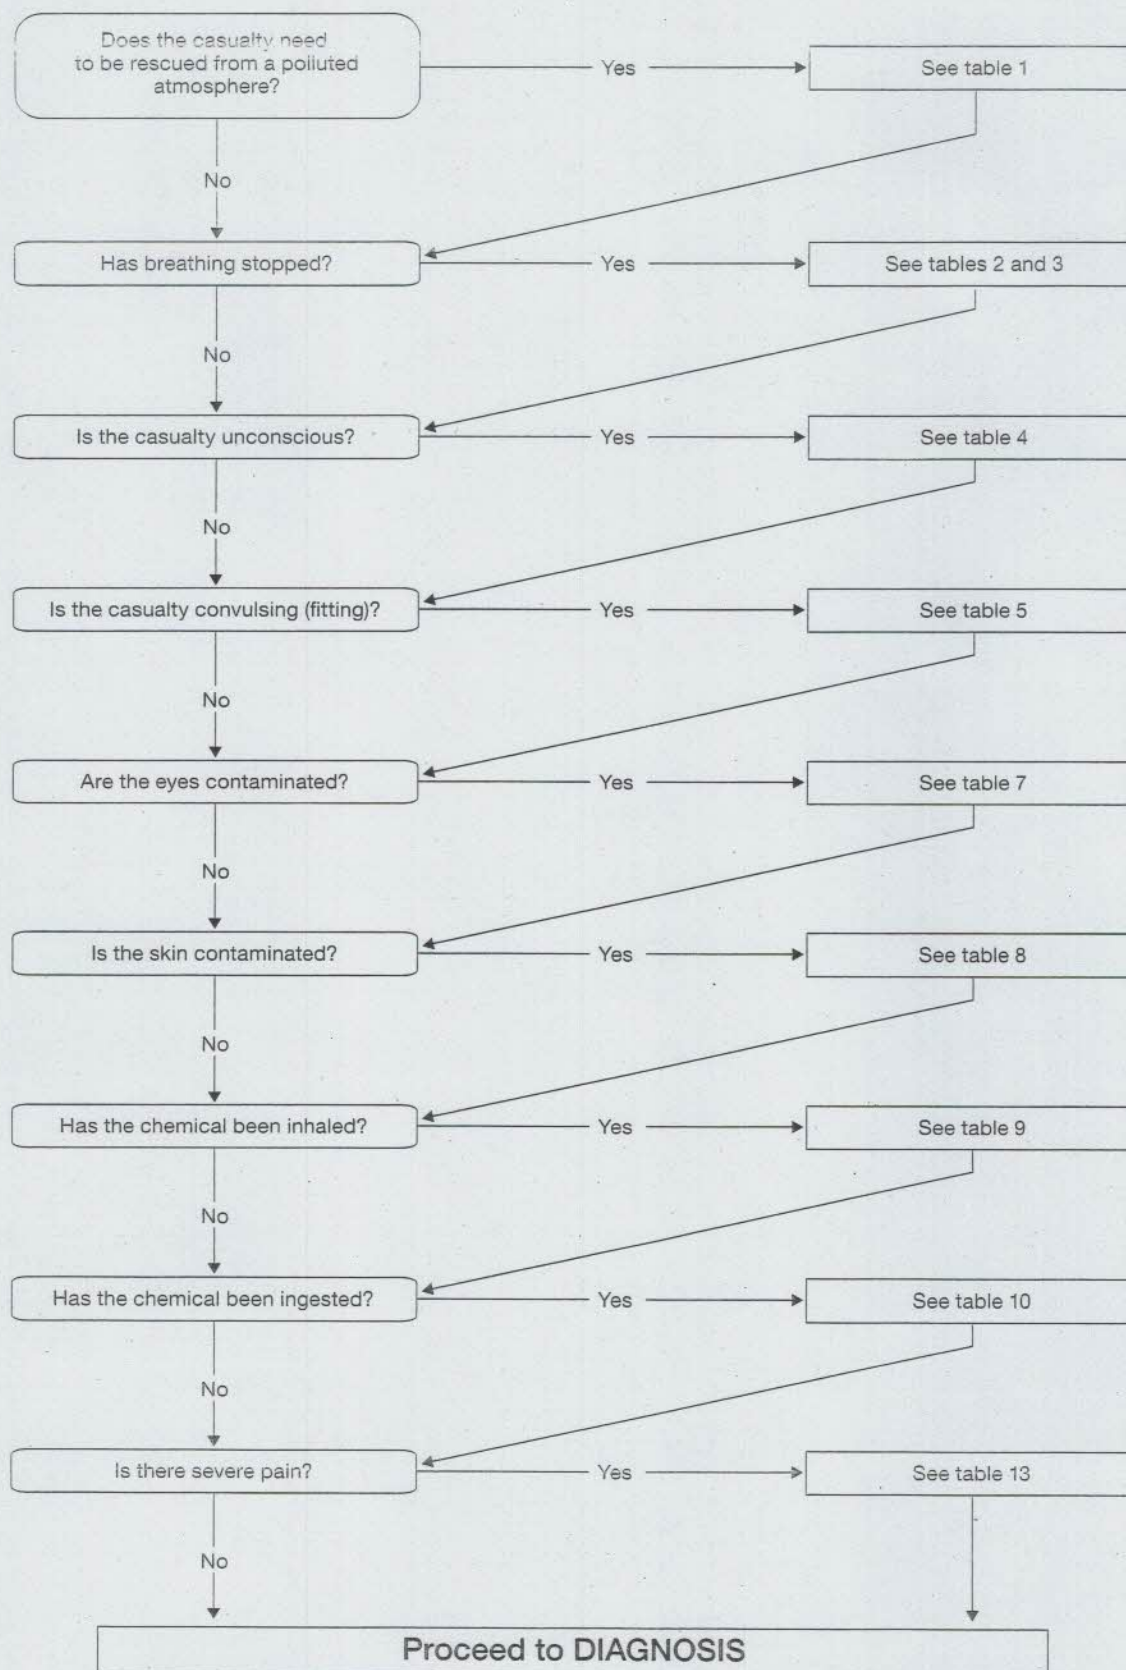 Does the casualty need
to be rescued from a polluted
atmosphere?
Yes
See table 1
No
Has breathing stopped?
Yes
See tables 2 and 3
No
Is the casualty unconscious?
Yes
See table 4
No
Is the casualty convulsing (fitting)?
Yes
See table 5
No
Are the eyes contaminated?
Yes
See table 7
No
Is the skin contaminated?
Yes
See table 8
No
Has the chemical been inhaled?
Yes
See table 9
No
Has the chemical been ingested?
Yes
See table 10
No
Is there severe pain?
Yes
See table 13
No
Proceed to DIAGNOSIS